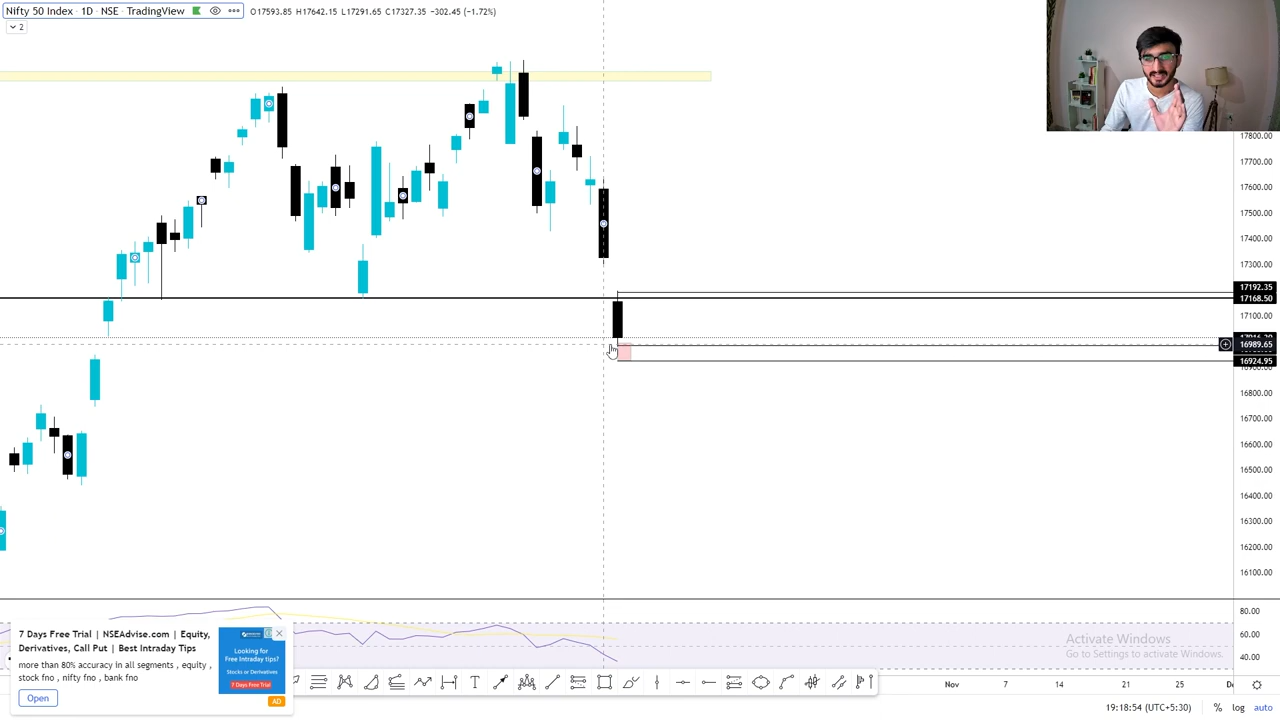 Nifty 50 Index · 1D · NSE · TradingView
O17593.85 H17642.15 L17291.65 C17327.35 -302.45 (-1.72%)
2
17800.00
17700.00
17600.00
17500.00
17400.00
17300.00
17192.35
17168.50
17100.00
16989.65
16924.95
16800.00
16700.00
16600.00
16500.00
16400.00
16300.00
16200.00
16100.00
80.00
60.00
40.00
7 Days Free Trial | NSEAdvise.com | Equity,
Derivatives, Call Put | Best Intraday Tips
more than 80% accuracy in all segments , equity ,
stock fno , nifty fno , bank fno
Open
Looking for
Free Intraday tips?
Stocks or Derivatives
7 Days Free Trial
AD
Activate Windows
Go to Settings to activate Windows.
Nov
7
14
21
25
19:18:54 (UTC+5:30)
%
log
auto